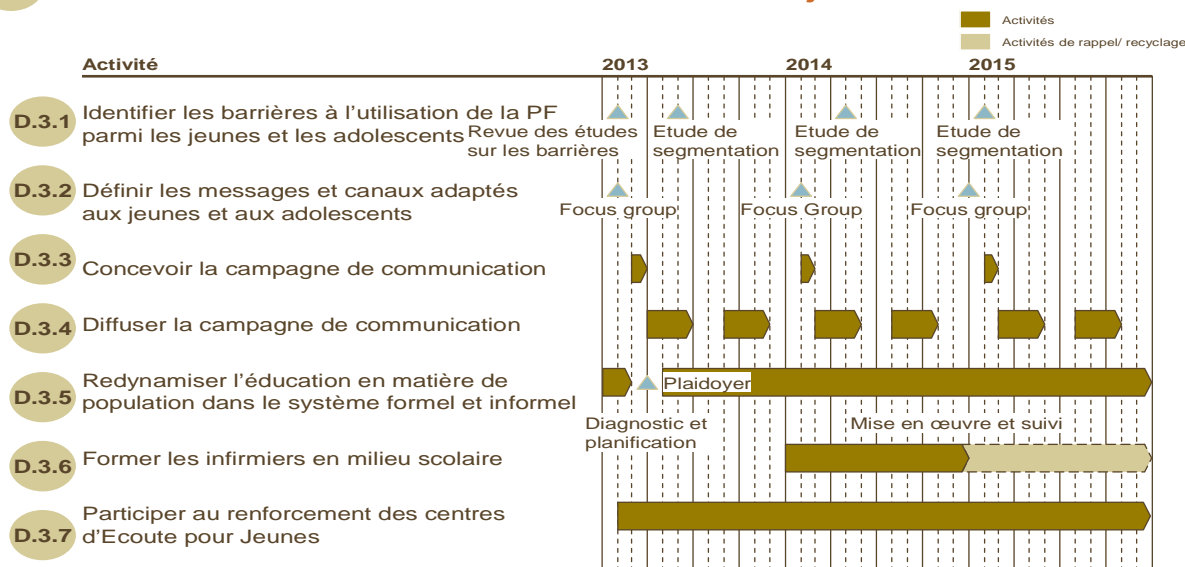 Activités
Activités de rappel/ recyclage
Activité 2013 2014 2015
D.3.1 Identifier les barrières à l'utilisation de la PF
parmi les jeunes et les adolescents
Revue des études
sur les barrières
Etude de
segmentation
Etude de
segmentation
Etude de
segmentation
D.3.2 Définir les messages et canaux adaptés
aux jeunes et aux adolescents
Focus group
Focus Group
Focus group
D.3.3 Concevoir la campagne de communication
D.3.4 Diffuser la campagne de communication
D.3.5 Redynamiser l'éducation en matière de
population dans le système formel et informel
Plaidoyer
Diagnostic et
planification
Mise en œuvre et suivi
D.3.6 Former les infirmiers en milieu scolaire
D.3.7 Participer au renforcement des centres
d'Ecoute pour Jeunes